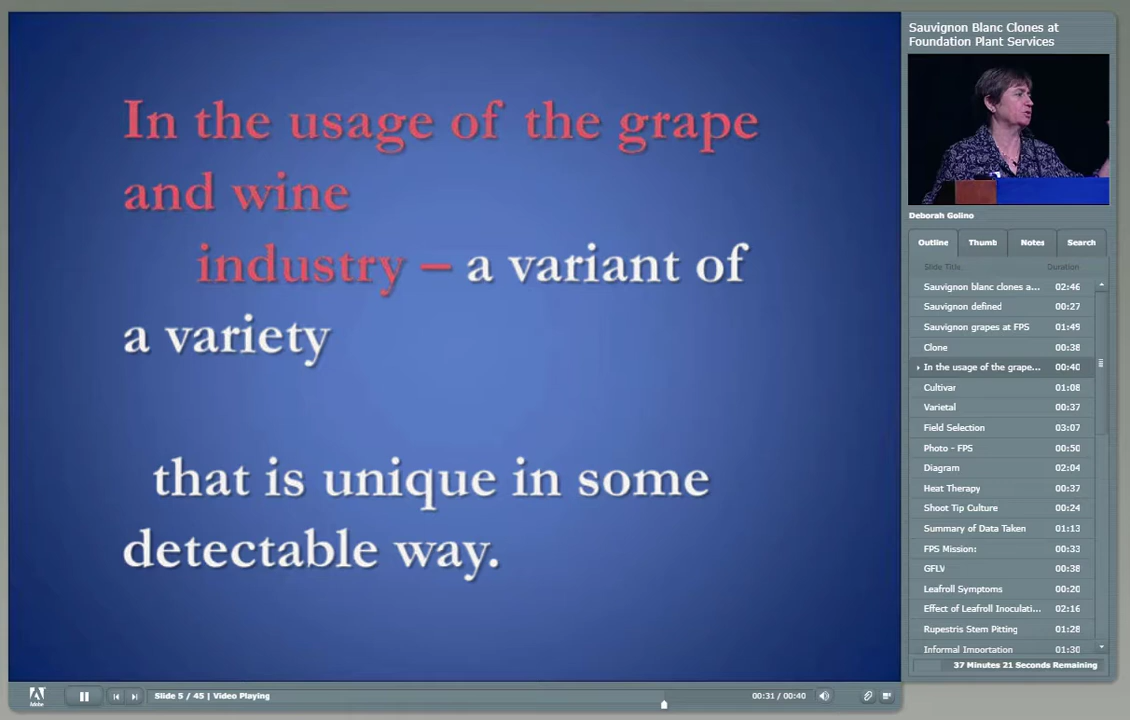 In the usage of the grape
and wine
industry – a variant of
a variety
that is unique in some
detectable way.
Sauvignon Blanc Clones at
Foundation Plant Services
Deborah Golino
Outline Thumb Notes Search
Slide Title Duration
Sauvignon blanc clones a... 02:46
Sauvignon defined 00:27
Sauvignon grapes at FPS 01:49
Clone 00:38
In the usage of the grape... 00:40
Cultivar 01:08
Varietal 00:37
Field Selection 03:07
Photo - FPS 00:50
Diagram 02:04
Heat Therapy 00:37
Shoot Tip Culture 00:24
Summary of Data Taken 01:13
FPS Mission: 00:33
GFLV 00:38
Leafroll Symptoms 00:20
Effect of Leafroll Inoculati... 02:16
Rupestris Stem Pitting 01:28
Informal Importation 01:30
37 Minutes 21 Seconds Remaining
Adobe
Slide 5 / 45 | Video Playing
00:31 / 00:40